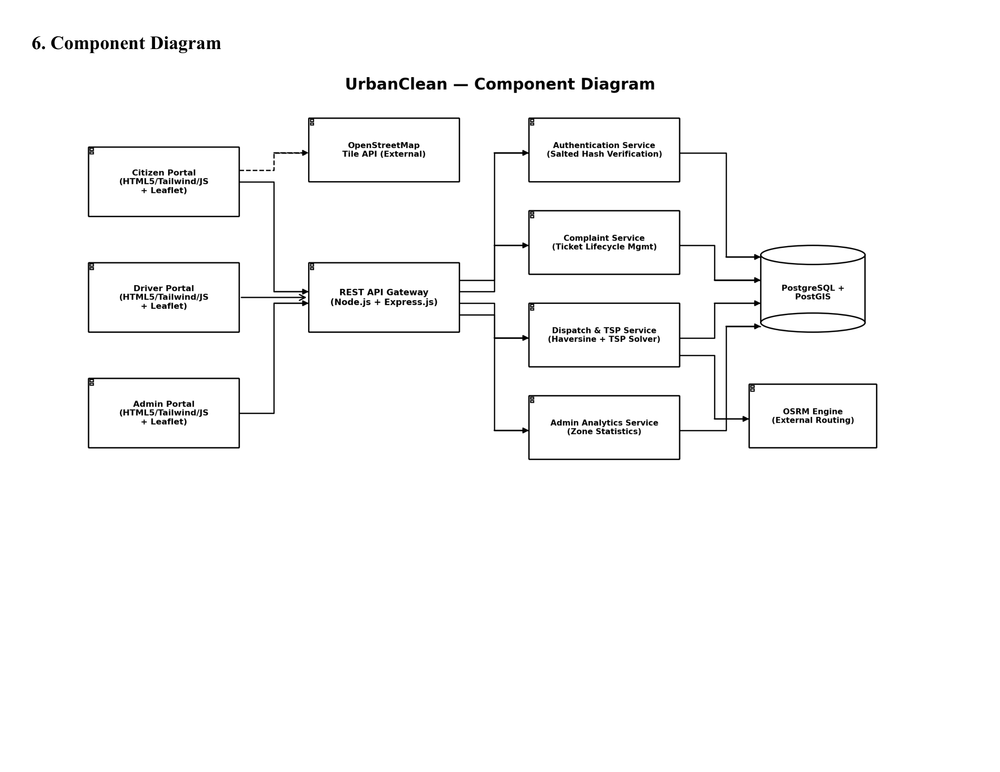 6. Component Diagram
UrbanClean — Component Diagram
OpenStreetMap
Tile API (External)
Authentication Service
(Salted Hash Verification)
Citizen Portal
(HTML5/Tailwind/JS
+ Leaflet)
Complaint Service
(Ticket Lifecycle Mgmt)
Driver Portal
(HTML5/Tailwind/JS
+ Leaflet)
REST API Gateway
(Node.js + Express.js)
PostgreSQL +
PostGIS
Dispatch & TSP Service
(Haversine + TSP Solver)
Admin Portal
(HTML5/Tailwind/JS
+ Leaflet)
Admin Analytics Service
(Zone Statistics)
OSRM Engine
(External Routing)